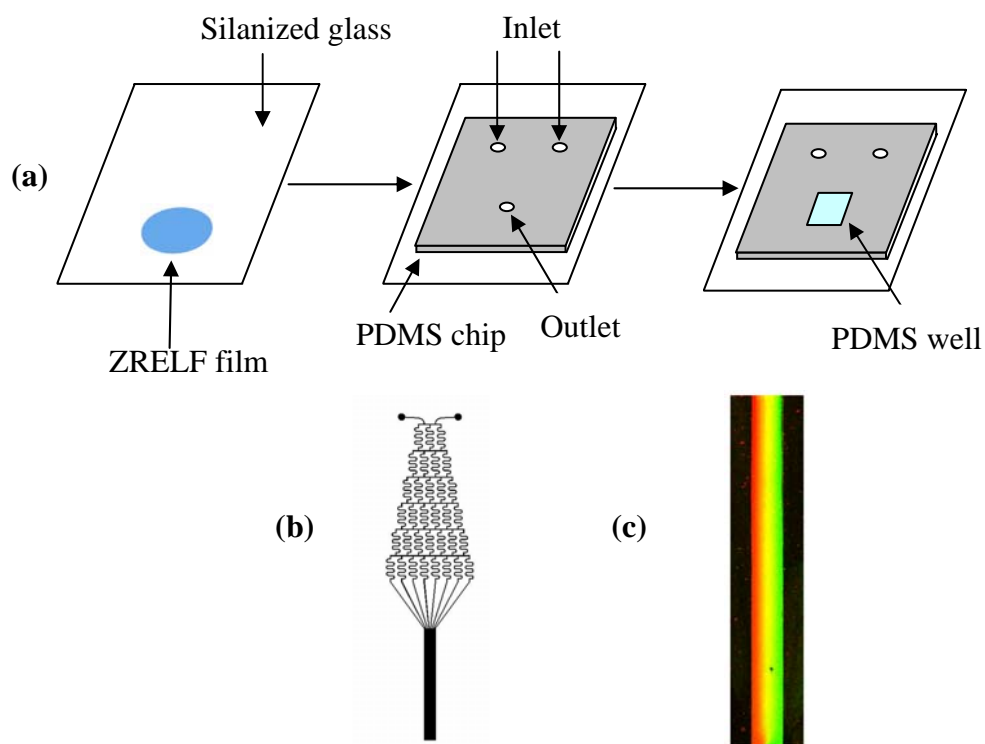 Silanized glass
Inlet
(a)
PDMS chip
Outlet
PDMS well
ZRELF film
(b)
(c)